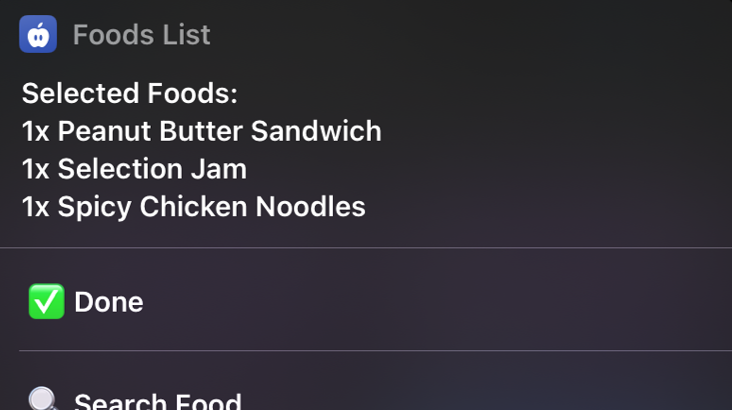 Foods List
Selected Foods:
1x Peanut Butter Sandwich
1x Selection Jam
1x Spicy Chicken Noodles
Done
Search Food